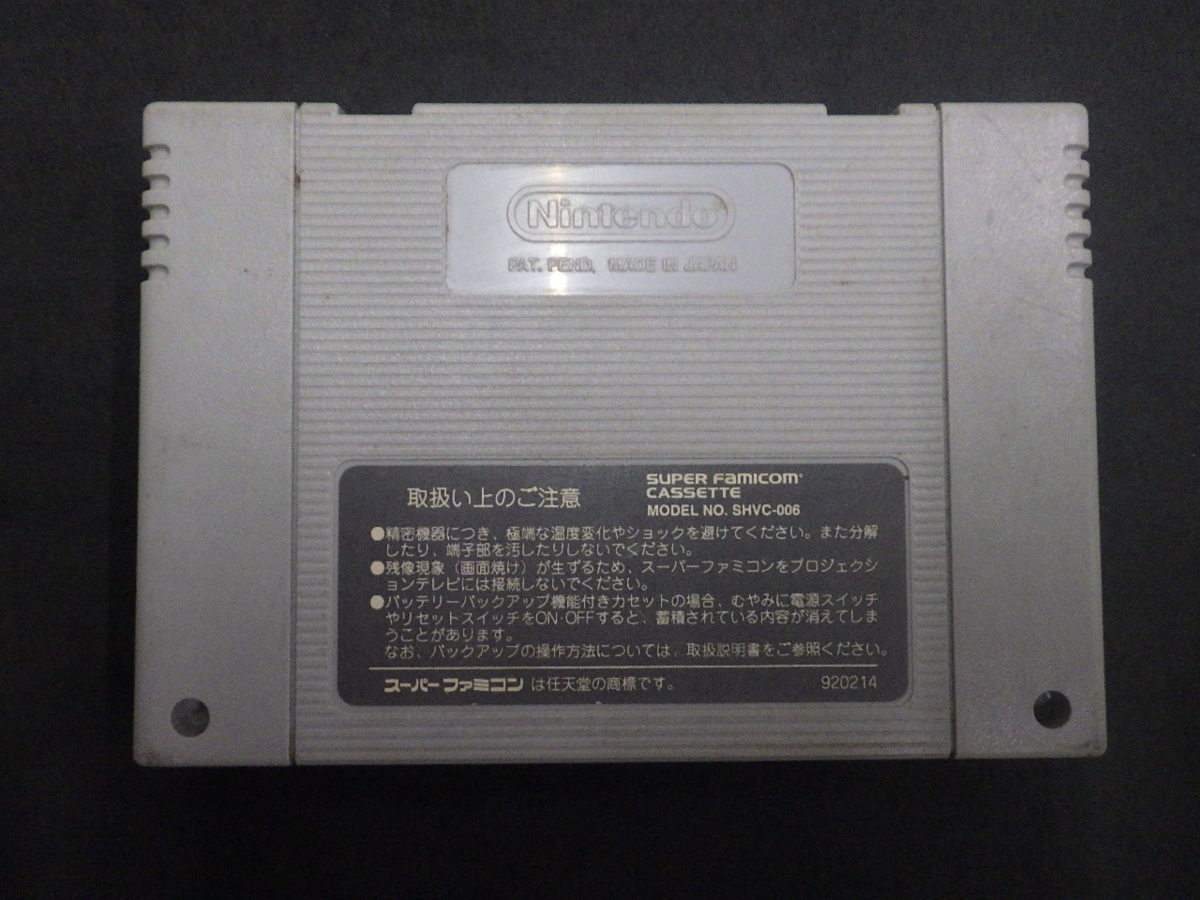 Nintendo
PAT. PEND. MADE IN JAPAN
取扱い上のご注意
SUPER FAMICOM
CASSETTE
MODEL NO. SHVC-006
●精密機器につき、極端な温度変化やショックを避けてください。また分解
したり、端子部を汚したりしないでください。
●残像現象（画面焼け）が生ずるため、スーパーファミコンをプロジェクシ
ョンテレビには接続しないでください。
●バッテリーバックアップ機能付きカセットの場合、むやみに電源スイッチ
やリセットスイッチをON・OFFすると、蓄積されている内容が消えてしま
うことがあります。
なお、バックアップの操作方法については、取扱説明書をご参照ください。
スーパーファミコン は任天堂の商標です。 920214